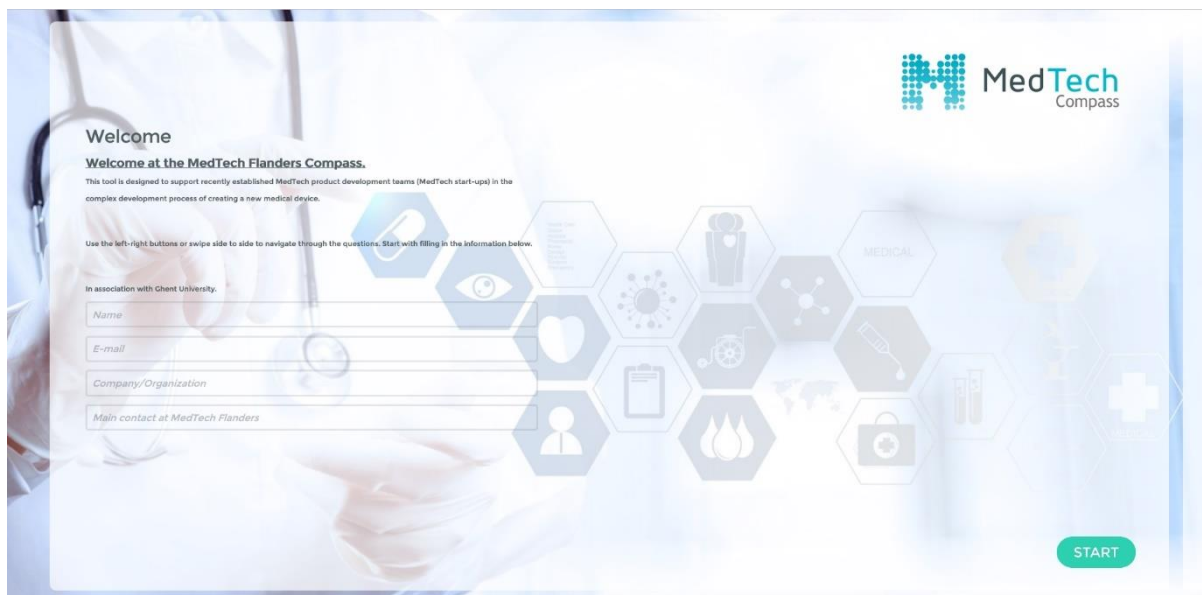 MedTech
Compass
Welcome
Welcome at the MedTech Flanders Compass.
This tool is designed to support recently established MedTech product development teams (MedTech start-ups) in the
complex development process of creating a new medical device.
Use the left-right buttons or swipe side to side to navigate through the questions. Start with filling in the information below.
In association with Ghent University.
Name
E-mail
Company/Organization
Main contact at MedTech Flanders
MEDICAL
START